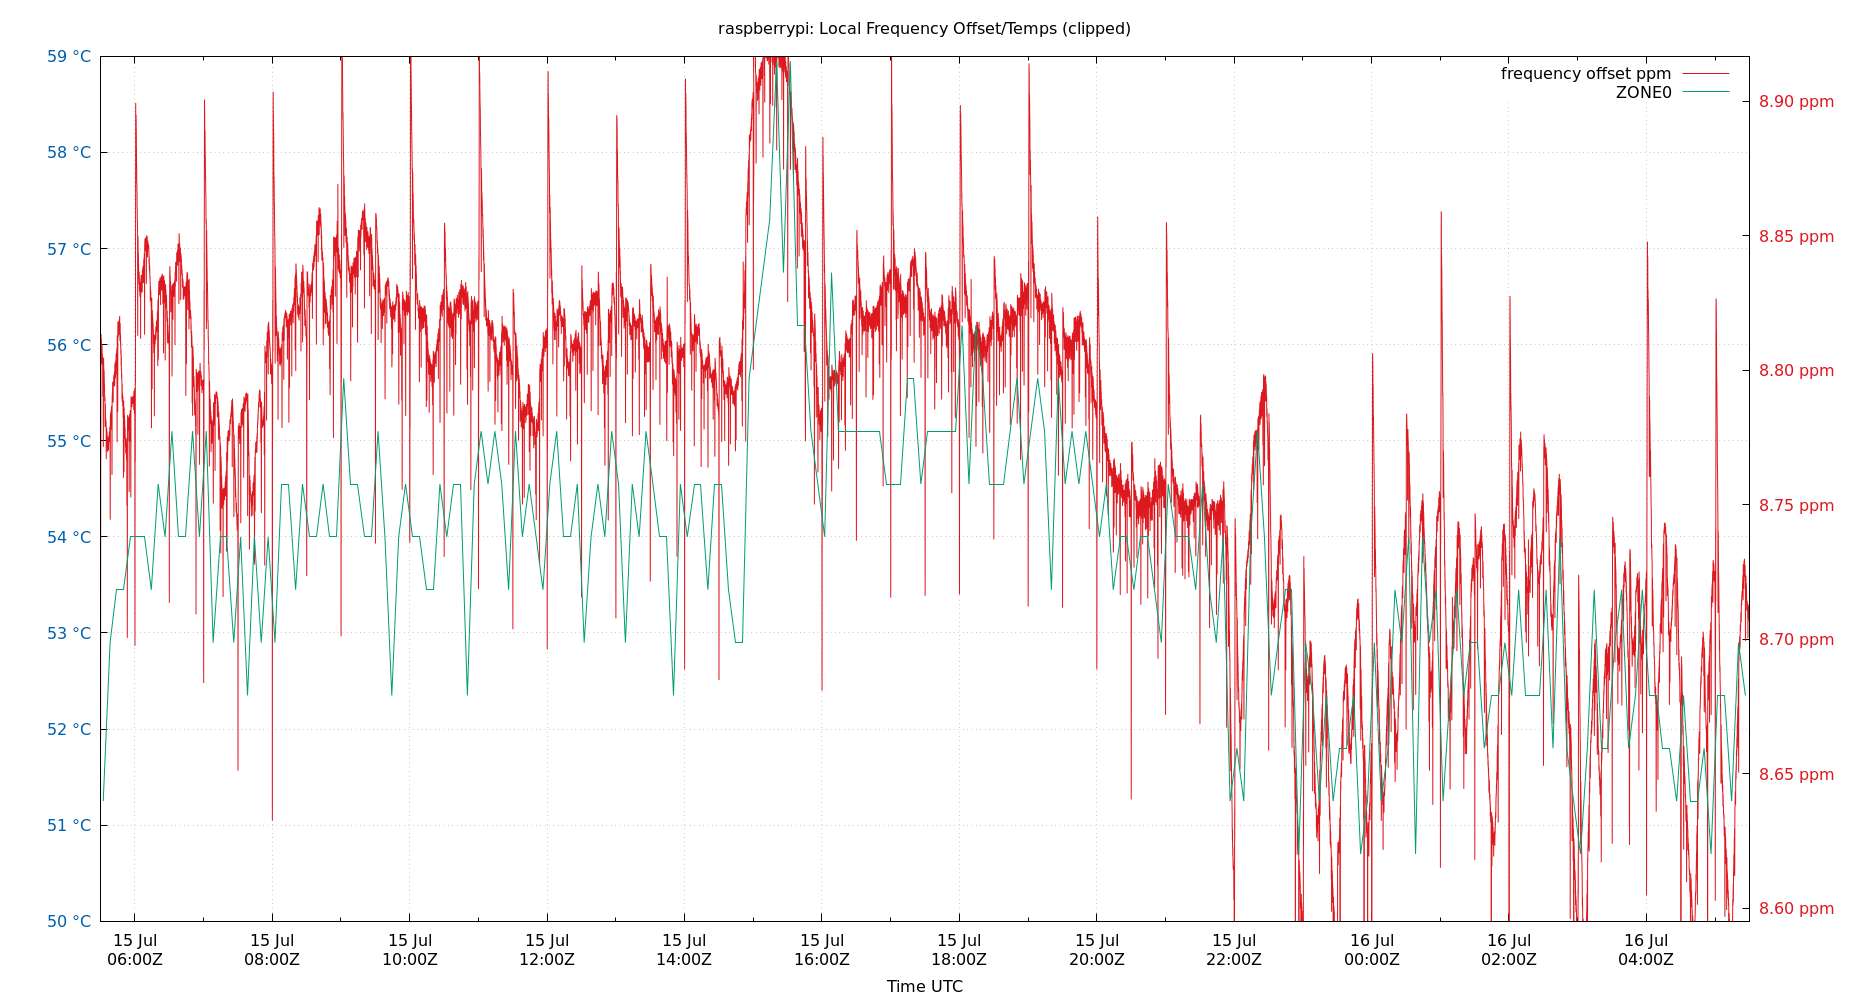 raspberrypi: Local Frequency Offset/Temps (clipped)
59 °C
58 °C
57 °C
56 °C
55 °C
54 °C
53 °C
52 °C
51 °C
50 °C
frequency offset ppm
ZONE0
8.90 ppm
8.85 ppm
8.80 ppm
8.75 ppm
8.70 ppm
8.65 ppm
8.60 ppm
15 Jul
06:00Z
15 Jul
08:00Z
15 Jul
10:00Z
15 Jul
12:00Z
15 Jul
14:00Z
15 Jul
16:00Z
15 Jul
18:00Z
15 Jul
20:00Z
15 Jul
22:00Z
16 Jul
00:00Z
16 Jul
02:00Z
16 Jul
04:00Z
Time UTC